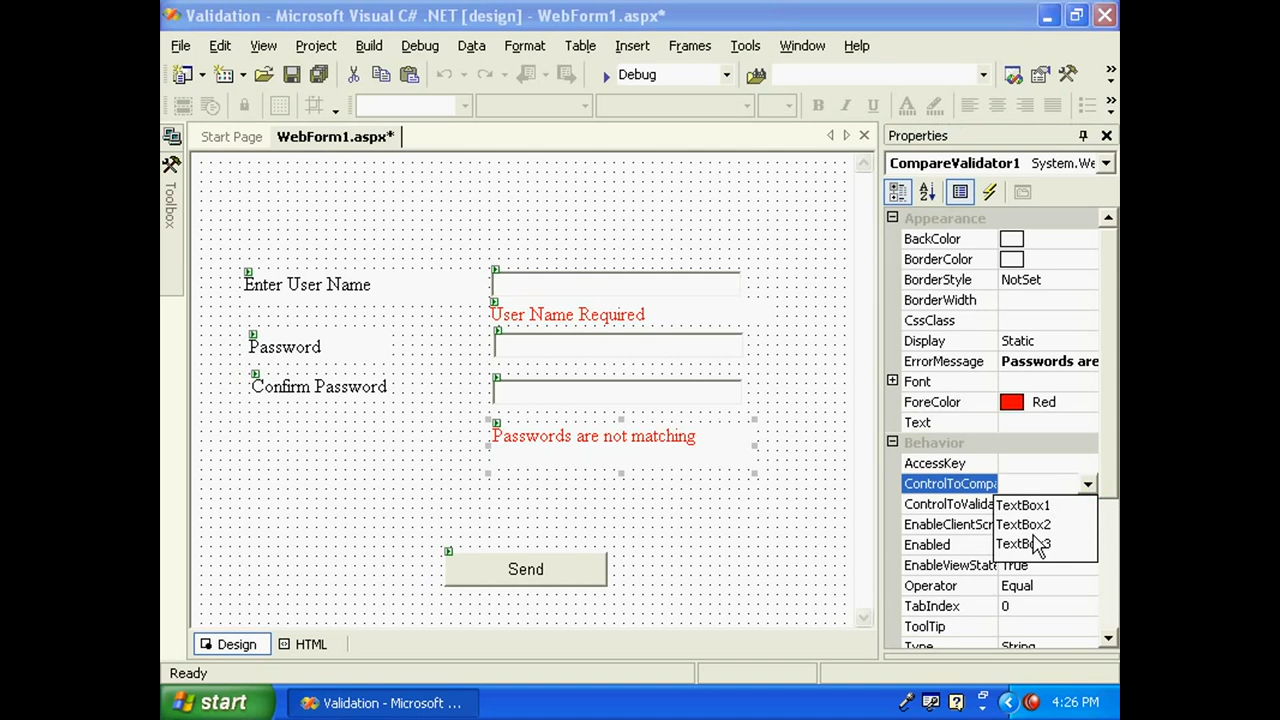 Validation - Microsoft Visual C# .NET [design] - WebForm1.aspx*
File Edit View Project Build Debug Data Format Table Insert Frames Tools Window Help
Debug
B I U A
Start Page WebForm1.aspx*
Toolbox
Enter User Name
User Name Required
Password
Confirm Password
Passwords are not matching
Send
Design HTML
Properties
CompareValidator1 System.We
Appearance
BackColor
BorderColor
BorderStyle NotSet
BorderWidth
CssClass
Display Static
ErrorMessage Passwords are
Font
ForeColor Red
Text
Behavior
AccessKey
ControlToCompa
ControlToValida
TextBox1
TextBox2
EnableClientScr
Enabled
EnableViewState True
Operator Equal
TabIndex 0
ToolTip
Type String
Ready
start
Validation - Microsoft ...
4:26 PM